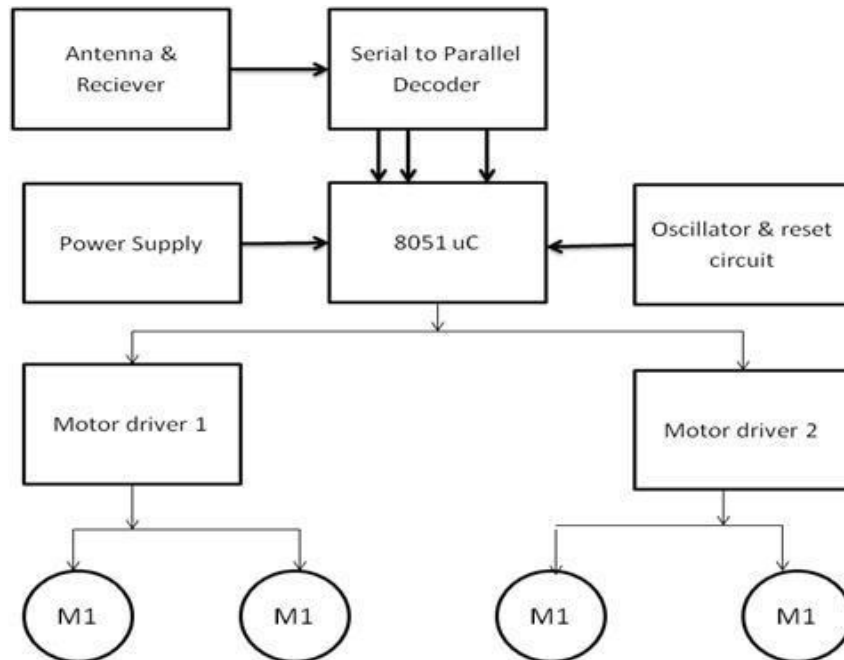 Antenna &
Reciever
Serial to Parallel
Decoder
Power Supply
8051 uC
Oscillator & reset
circuit
Motor driver 1
Motor driver 2
M1
M1
M1
M1